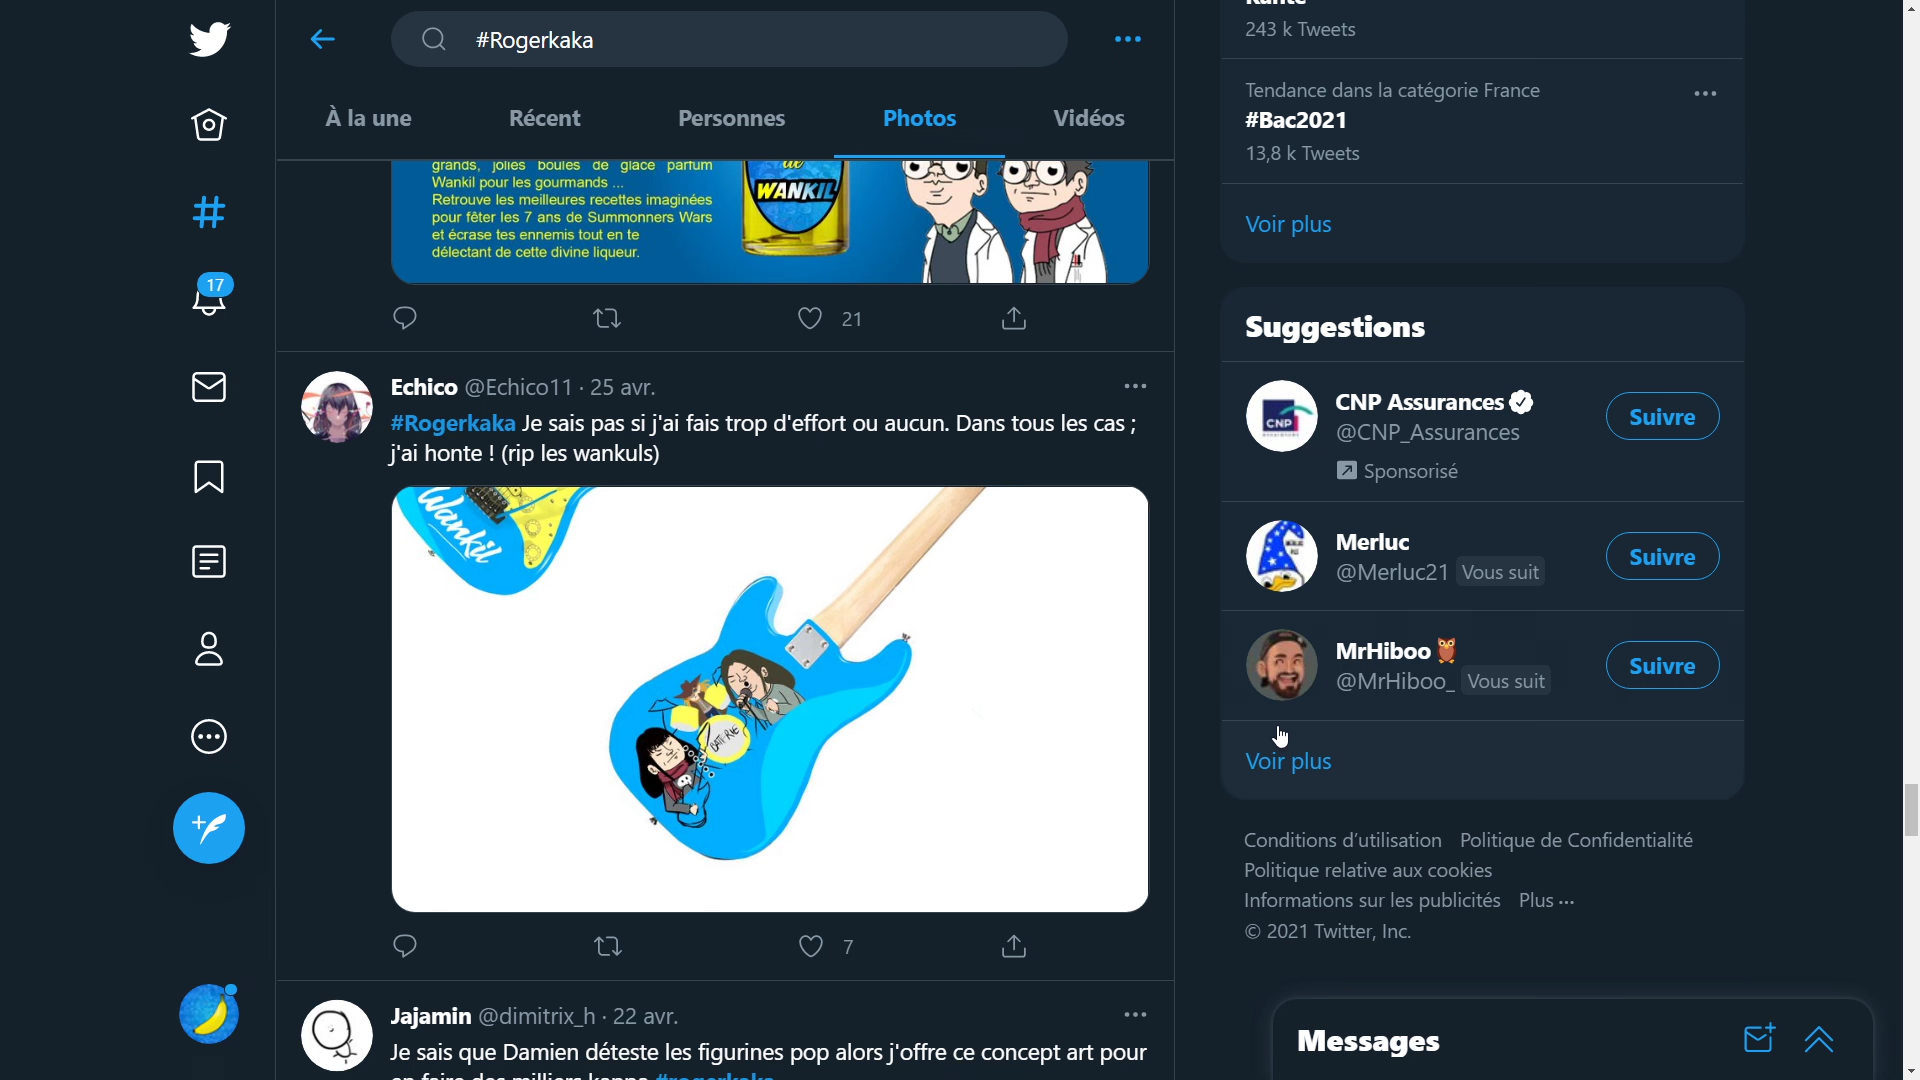 #Rogerkaka
À la une
Récent
Personnes
Photos
Vidéos
grands, jolies boules de glace parfum
Wankil pour les gourmands ...
Retrouve les meilleures recettes imaginées
pour fêter les 7 ans de Summonners Wars
et écrase tes ennemis tout en te
délectant de cette divine liqueur.
de
WANKIL
21
17
Echico @Echico11 · 25 avr.
#Rogerkaka Je sais pas si j'ai fais trop d'effort ou aucun. Dans tous les cas ;
j'ai honte ! (rip les wankuls)
Wankil
7
Jajamin @dimitrix_h · 22 avr.
Je sais que Damien déteste les figurines pop alors j'offre ce concept art pour
243 k Tweets
Tendance dans la catégorie France
#Bac2021
13,8 k Tweets
Voir plus
Suggestions
CNP
CNP Assurances
@CNP_Assurances
Sponsorisé
Suivre
Merluc
@Merluc21 Vous suit
Suivre
MrHiboo
@MrHiboo_ Vous suit
Suivre
Voir plus
Conditions d'utilisation Politique de Confidentialité
Politique relative aux cookies
Informations sur les publicités Plus ...
© 2021 Twitter, Inc.
Messages